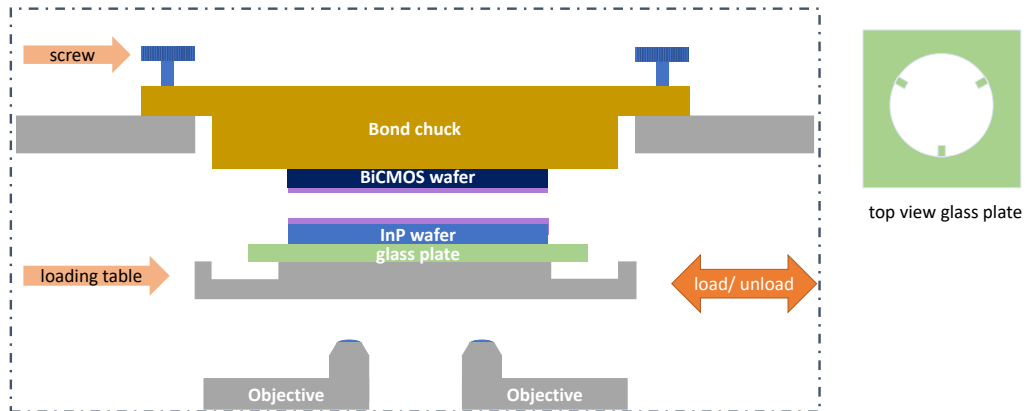 screw
Bond chuck
BiCMOS wafer
InP wafer
glass plate
loading table
load/ unload
Objective
Objective
top view glass plate